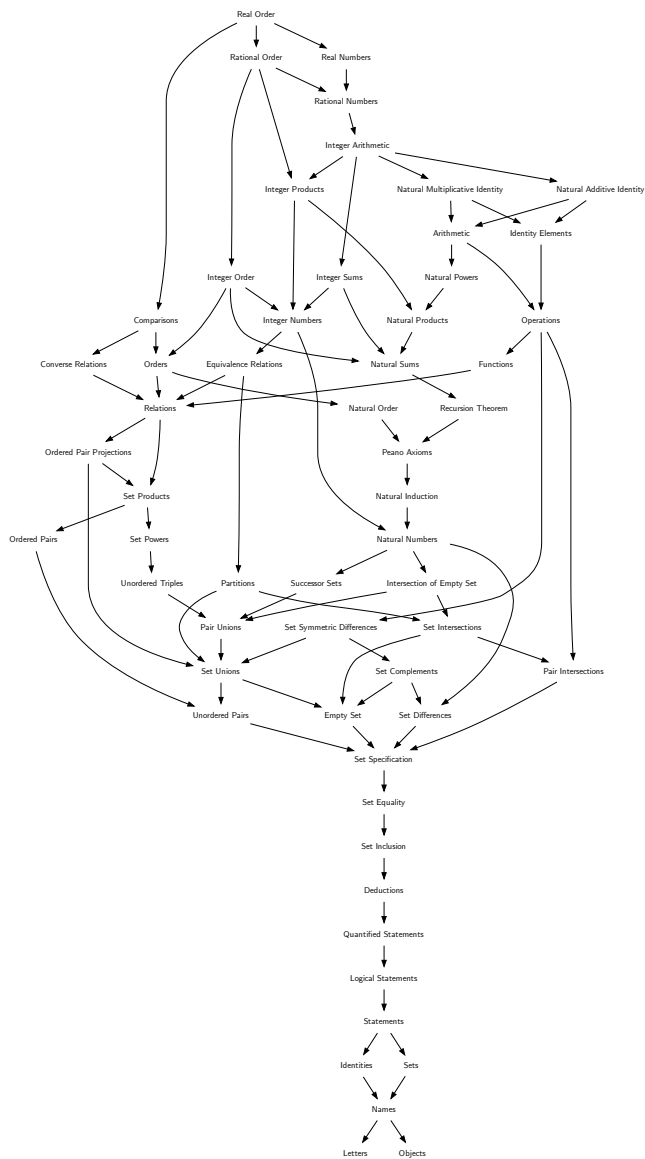 Real Order
Rational Order
Real Numbers
Rational Numbers
Integer Arithmetic
Integer Products
Natural Multiplicative Identity
Natural Additive Identity
Arithmetic
Identity Elements
Integer Order
Integer Sums
Natural Powers
Comparisons
Integer Numbers
Natural Products
Operations
Converse Relations
Orders
Equivalence Relations
Natural Sums
Functions
Relations
Natural Order
Recursion Theorem
Ordered Pair Projections
Peano Axioms
Set Products
Natural Induction
Ordered Pairs
Set Powers
Natural Numbers
Unordered Triples
Partitions
Successor Sets
Intersection of Empty Set
Pair Unions
Set Symmetric Differences
Set Intersections
Set Unions
Set Complements
Pair Intersections
Unordered Pairs
Empty Set
Set Differences
Set Specification
Set Equality
Set Inclusion
Deductions
Quantified Statements
Logical Statements
Statements
Identities
Sets
Names
Letters
Objects